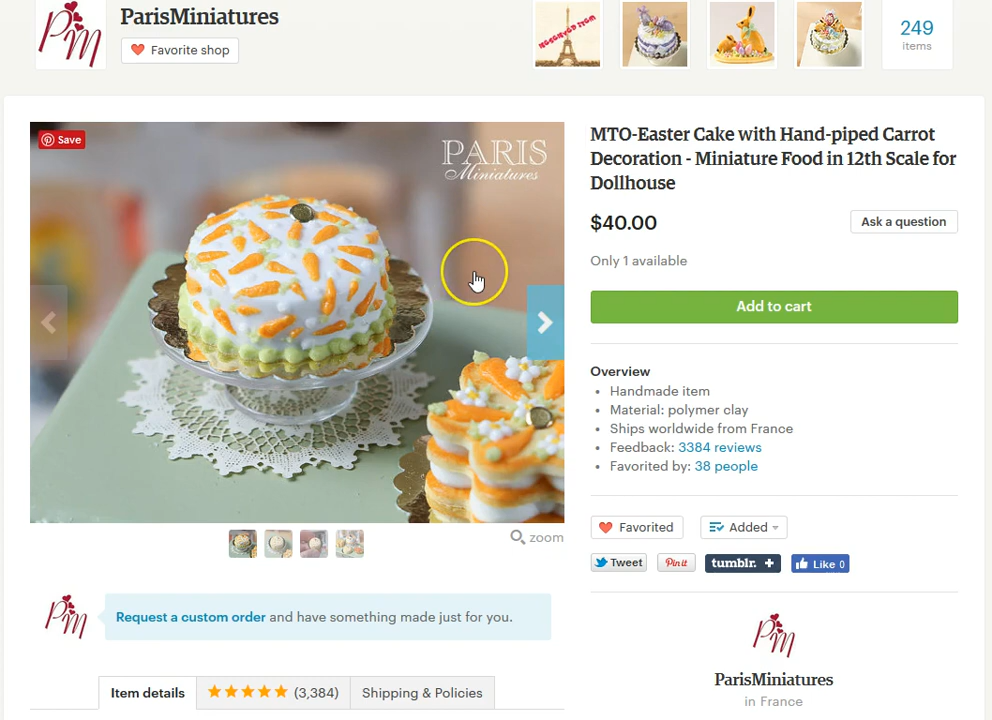 PM
ParisMiniatures
Favorite shop
249
items
Save
PARIS
Miniatures
MTO-Easter Cake with Hand-piped Carrot
Decoration - Miniature Food in 12th Scale for
Dollhouse
$40.00
Ask a question
Only 1 available
Add to cart
Overview
• Handmade item
• Material: polymer clay
• Ships worldwide from France
• Feedback: 3384 reviews
• Favorited by: 38 people
zoom
Favorited
Added
Tweet
Pin it
tumblr. +
Like 0
PM
Request a custom order and have something made just for you.
PM
ParisMiniatures
in France
Item details
(3,384)
Shipping & Policies